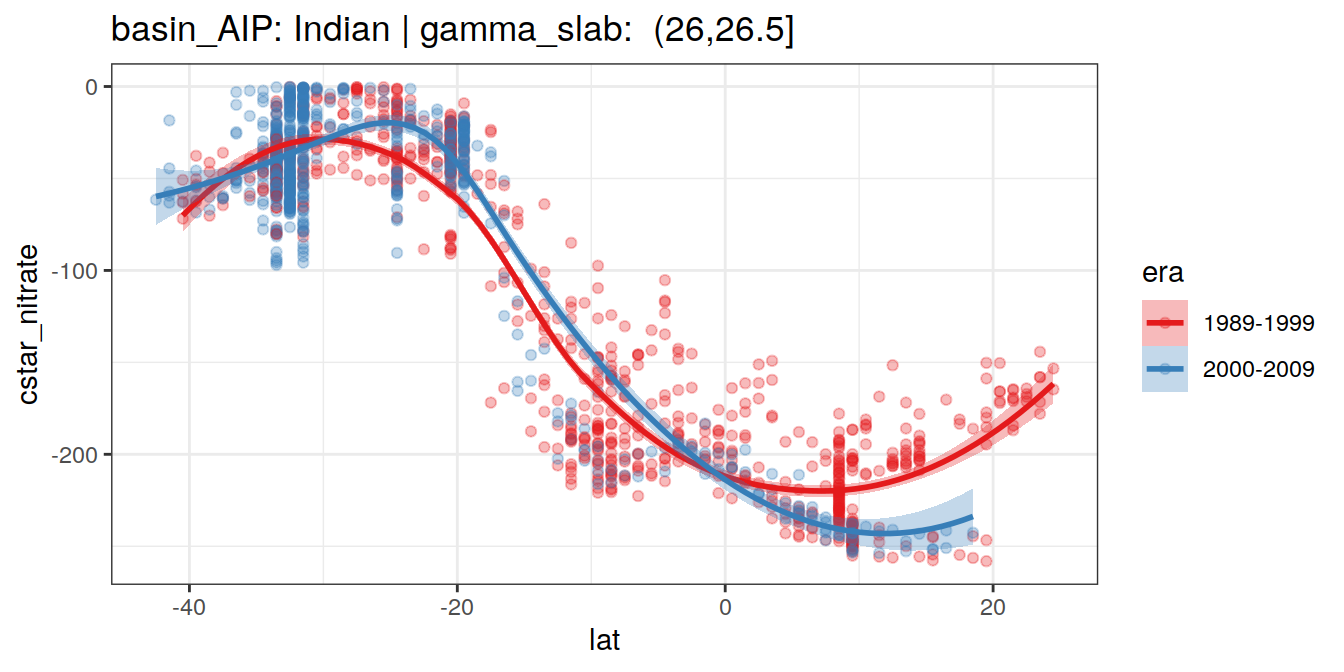 basin_AIP: Indian | gamma_slab:  (26,26.5]
0
-100
-200
cstar_nitrate
-40
-20
0
20
lat
era
1989-1999
2000-2009